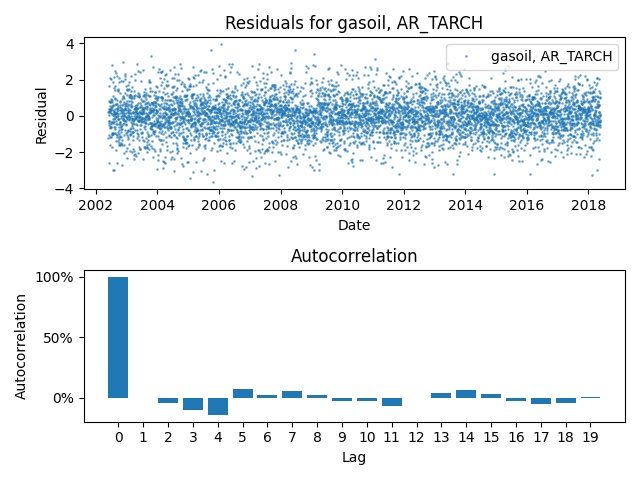 Residuals for gasoil, AR_TARCH
4
2
0
−2
−4
Residual
gasoil, AR_TARCH
2002 2004 2006 2008 2010 2012 2014 2016 2018
Date
Autocorrelation
100%
50%
0%
Autocorrelation
0 1 2 3 4 5 6 7 8 9 10 11 12 13 14 15 16 17 18 19
Lag